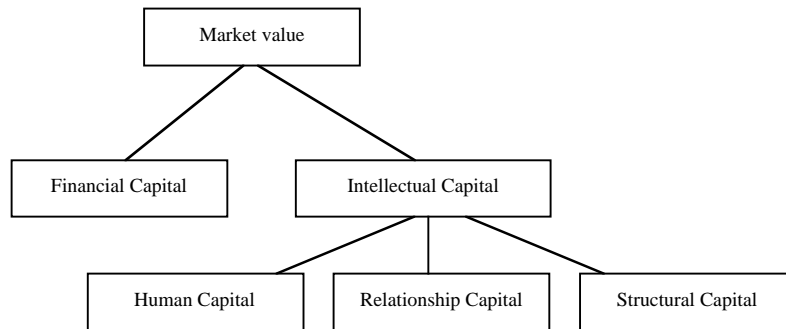 Market value
Financial Capital
Intellectual Capital
Human Capital
Relationship Capital
Structural Capital